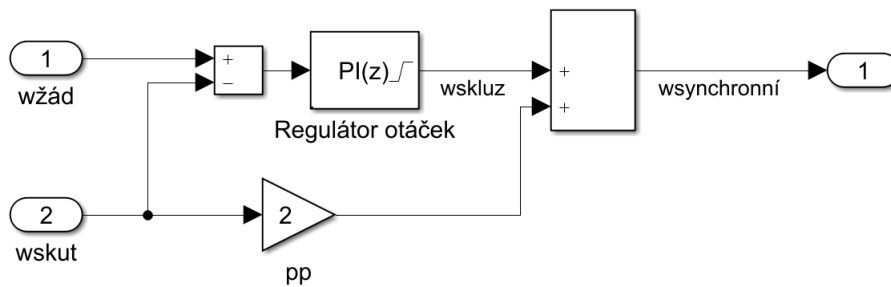 1
wžád
+
−
PI(z)
Regulátor otáček
wskluz
+
+
wsynchronní
1
2
wskut
2
pp